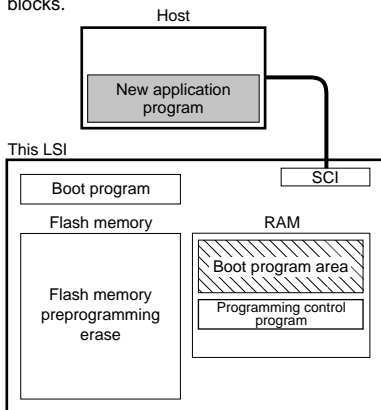 blocks.
Host
New application
program
This LSI
SCI
Boot program
Flash memory
RAM
Flash memory
preprogramming
erase
Boot program area
Programming control
program